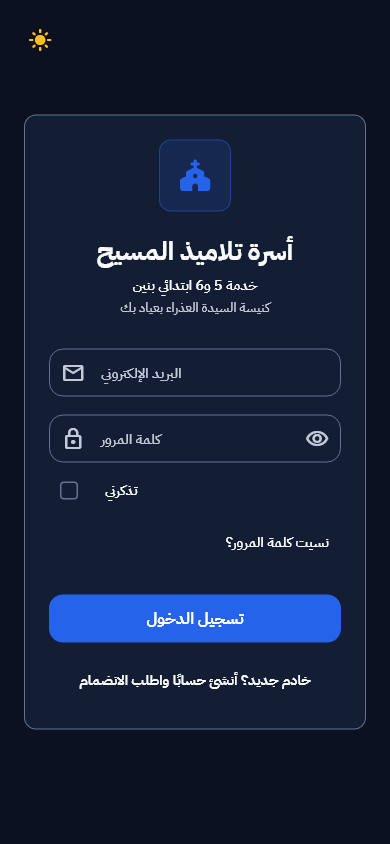 أسرة تلاميذ المسيح
خدمة 5 و6 ابتدائي بنين
كنيسة السيدة العذراء بعياد بك
البريد الإلكتروني
كلمة المرور
تذكرني
نسيت كلمة المرور؟
تسجيل الدخول
خادم جديد؟ أنشئ حسابًا واطلب الانضمام